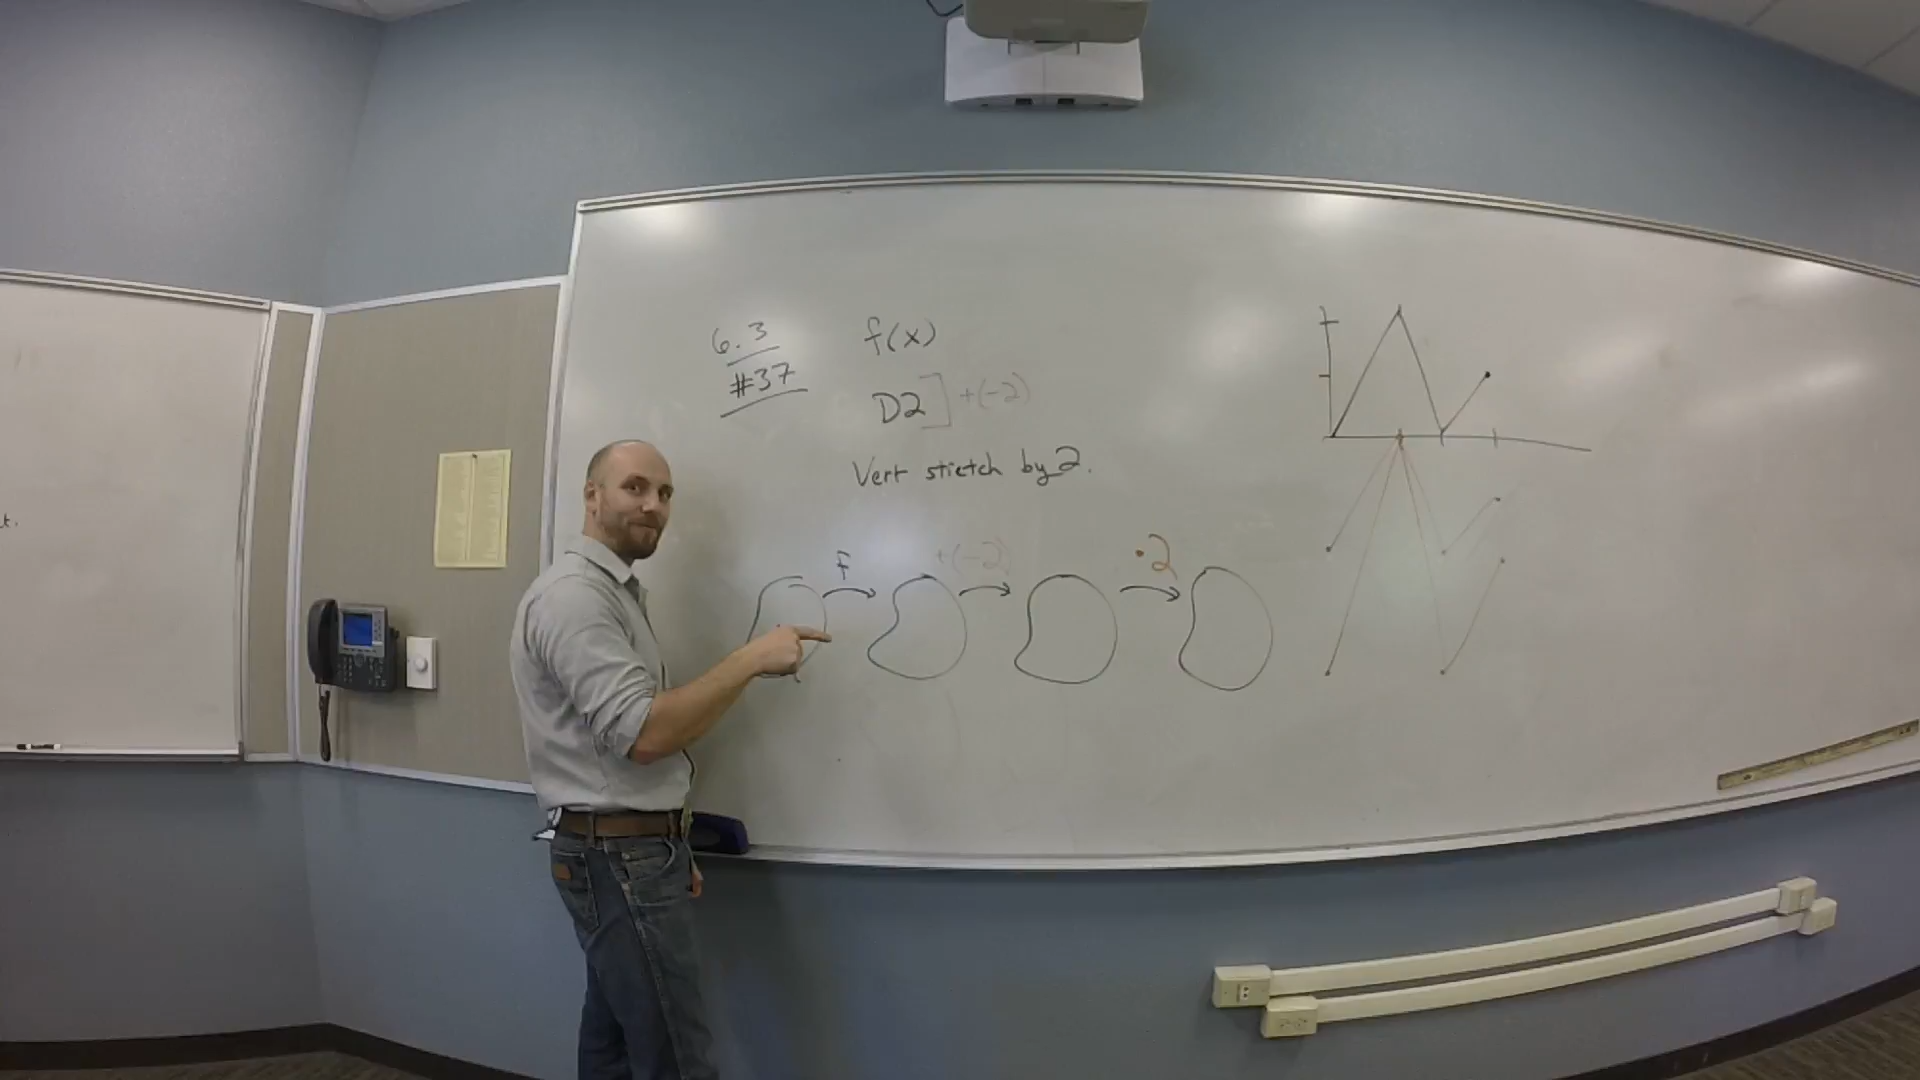 t.
6.3
#37
f(x)
D2] +(-2)
Vert stretch by 2.
f
+(-2)
·2